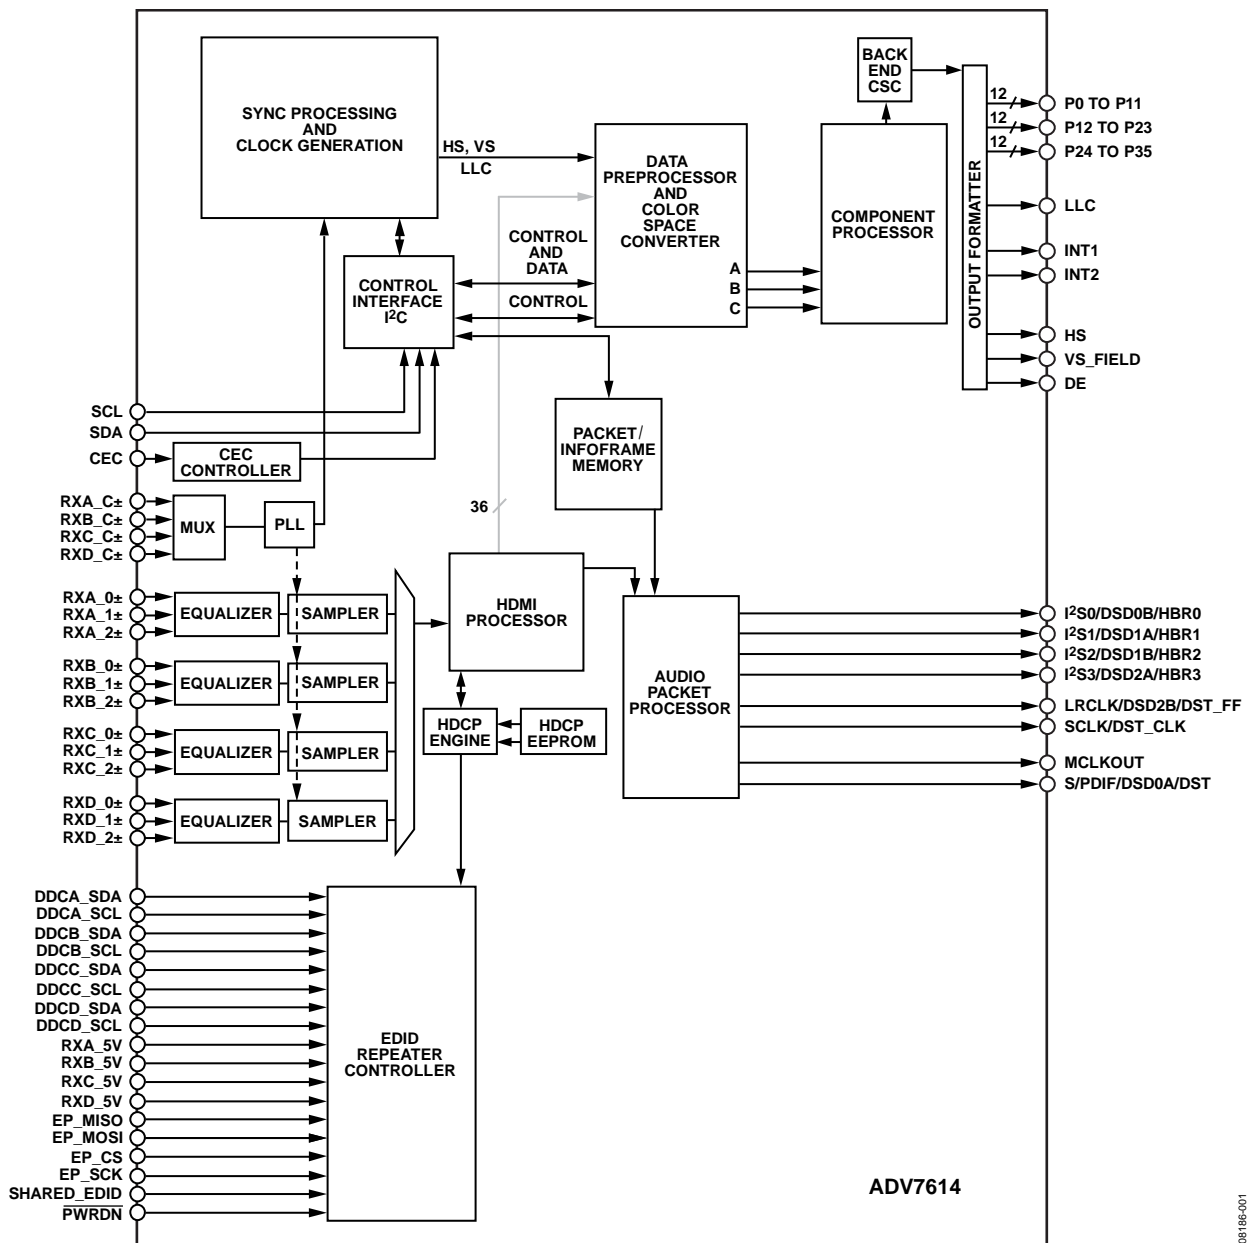 SYNC PROCESSING
AND
CLOCK GENERATION
HS, VS
LLC
DATA
PREPROCESSOR
AND
COLOR
SPACE
CONVERTER
A
B
C
BACK
END
CSC
COMPONENT
PROCESSOR
OUTPUT FORMATTER
12
P0 TO P11
12
P12 TO P23
12
P24 TO P35
LLC
INT1
INT2
HS
VS_FIELD
DE
CONTROL
AND
DATA
CONTROL
CONTROL
INTERFACE
I²C
SCL
SDA
CEC
CEC
CONTROLLER
PACKET/
INFOFRAME
MEMORY
RXA_C±
RXB_C±
RXC_C±
RXD_C±
MUX
PLL
36
RXA_0±
RXA_1±
RXA_2±
EQUALIZER
SAMPLER
RXB_0±
RXB_1±
RXB_2±
EQUALIZER
SAMPLER
RXC_0±
RXC_1±
RXC_2±
EQUALIZER
SAMPLER
RXD_0±
RXD_1±
RXD_2±
EQUALIZER
SAMPLER
HDMI
PROCESSOR
HDCP
ENGINE
HDCP
EEPROM
AUDIO
PACKET
PROCESSOR
I²S0/DSD0B/HBR0
I²S1/DSD1A/HBR1
I²S2/DSD1B/HBR2
I²S3/DSD2A/HBR3
LRCLK/DSD2B/DST_FF
SCLK/DST_CLK
MCLKOUT
S/PDIF/DSD0A/DST
DDCA_SDA
DDCA_SCL
DDCB_SDA
DDCB_SCL
DDCC_SDA
DDCC_SCL
DDCD_SDA
DDCD_SCL
RXA_5V
RXB_5V
RXC_5V
RXD_5V
EP_MISO
EP_MOSI
EP_CS
EP_SCK
SHARED_EDID
PWRDN
EDID
REPEATER
CONTROLLER
ADV7614
08186-001